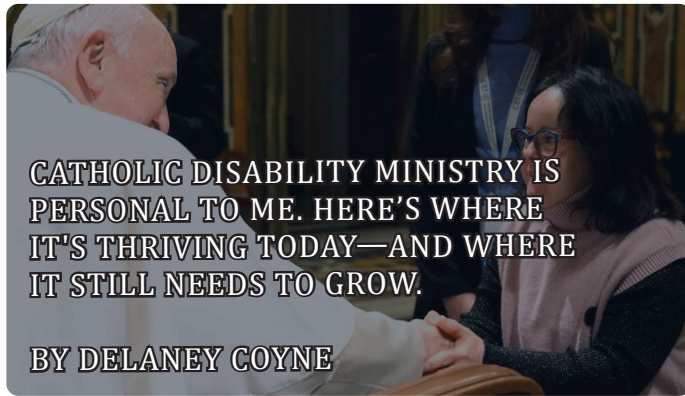 CATHOLIC DISABILITY MINISTRY IS
PERSONAL TO ME. HERE’S WHERE
IT'S THRIVING TODAY—AND WHERE
IT STILL NEEDS TO GROW.
BY DELANEY COYNE